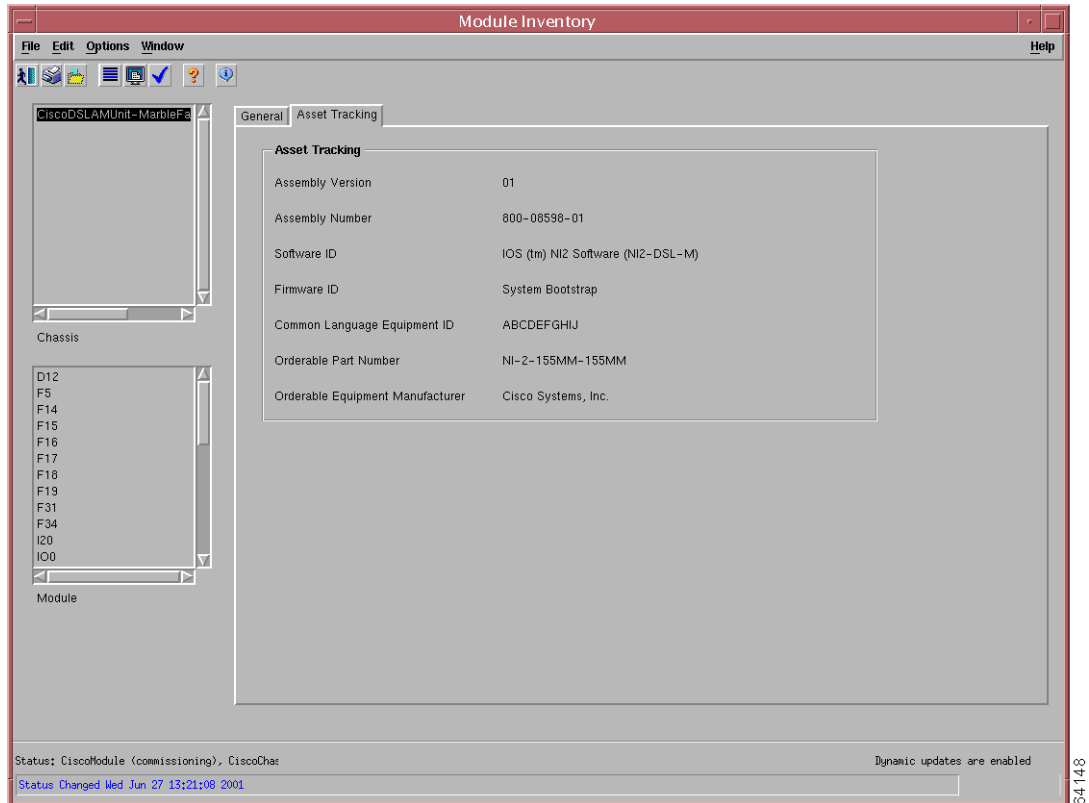 Module Inventory
File Edit Options Window Help
CiscoDSLAMUnit-MarbleFa
Chassis
D12
F5
F14
F15
F16
F17
F18
F19
F31
F34
I20
IO0
Module
General Asset Tracking
Asset Tracking
Assembly Version 01
Assembly Number 800-08598-01
Software ID IOS (tm) NI2 Software (NI2-DSL-M)
Firmware ID System Bootstrap
Common Language Equipment ID ABCDEFGHIJ
Orderable Part Number NI-2-155MM-155MM
Orderable Equipment Manufacturer Cisco Systems, Inc.
Status: CiscoModule (commissioning), CiscoChas Dynamic updates are enabled
Status Changed Wed Jun 27 13:21:08 2001
64148